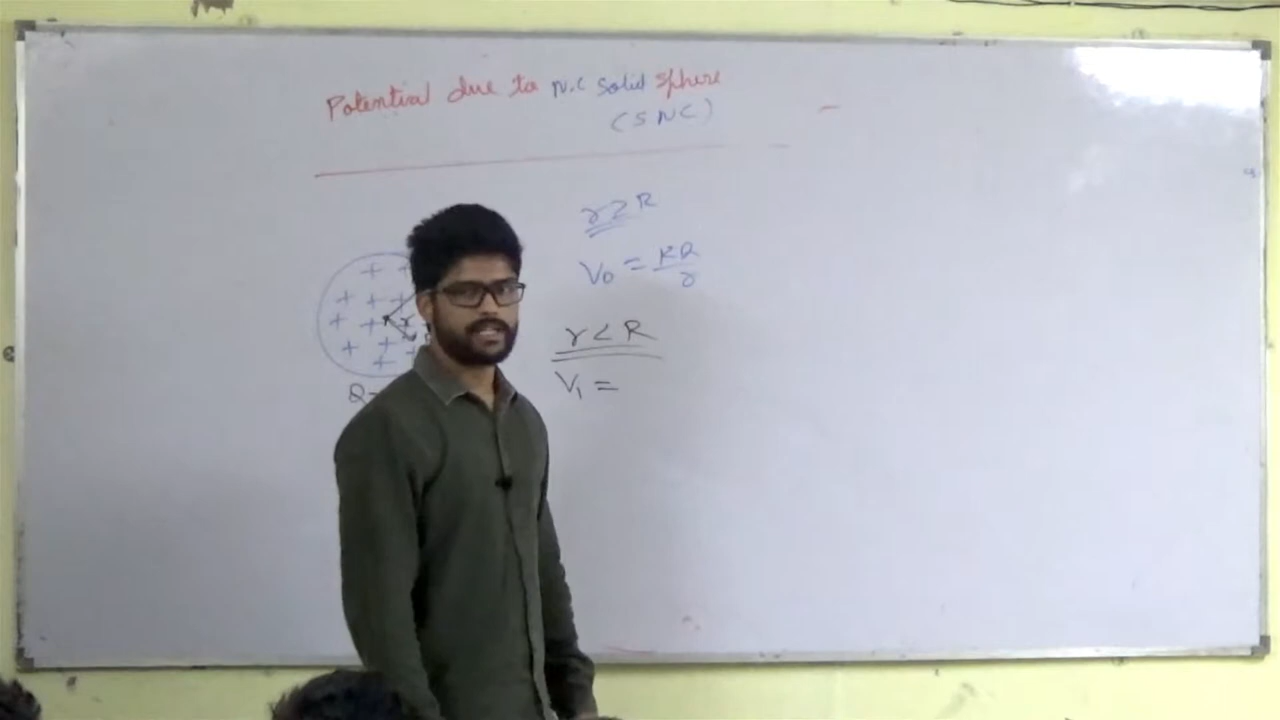 Potential due to N.C Solid Sphere
(SNC)
r ≥ R
V₀ = KQ/r
r < R
V₁ =
Q